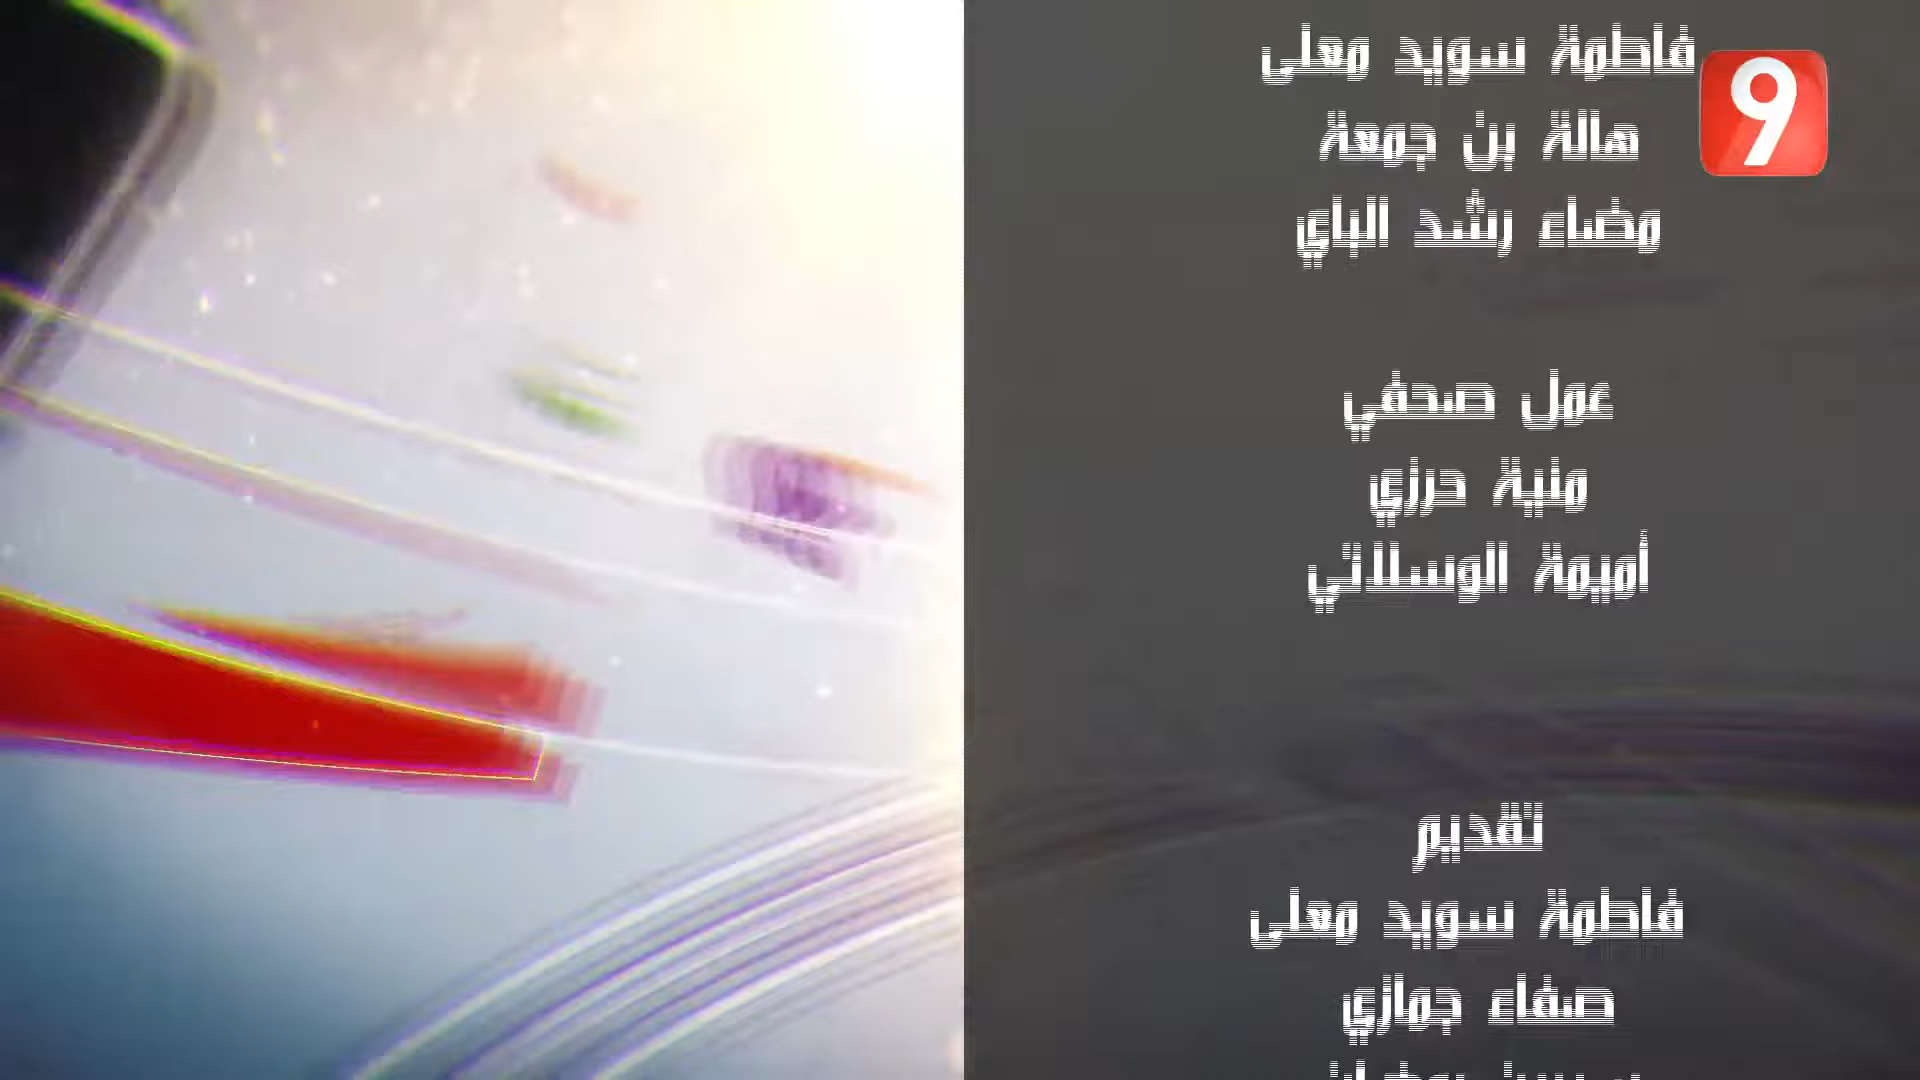 فاطمة سويد معلى
9
هالة بن جمعة
مضاء رشد الباي
عمل صحفي
منية حرزي
أميمة الوسلاتي
تقديم
فاطمة سويد معلى
صفاء جمازي